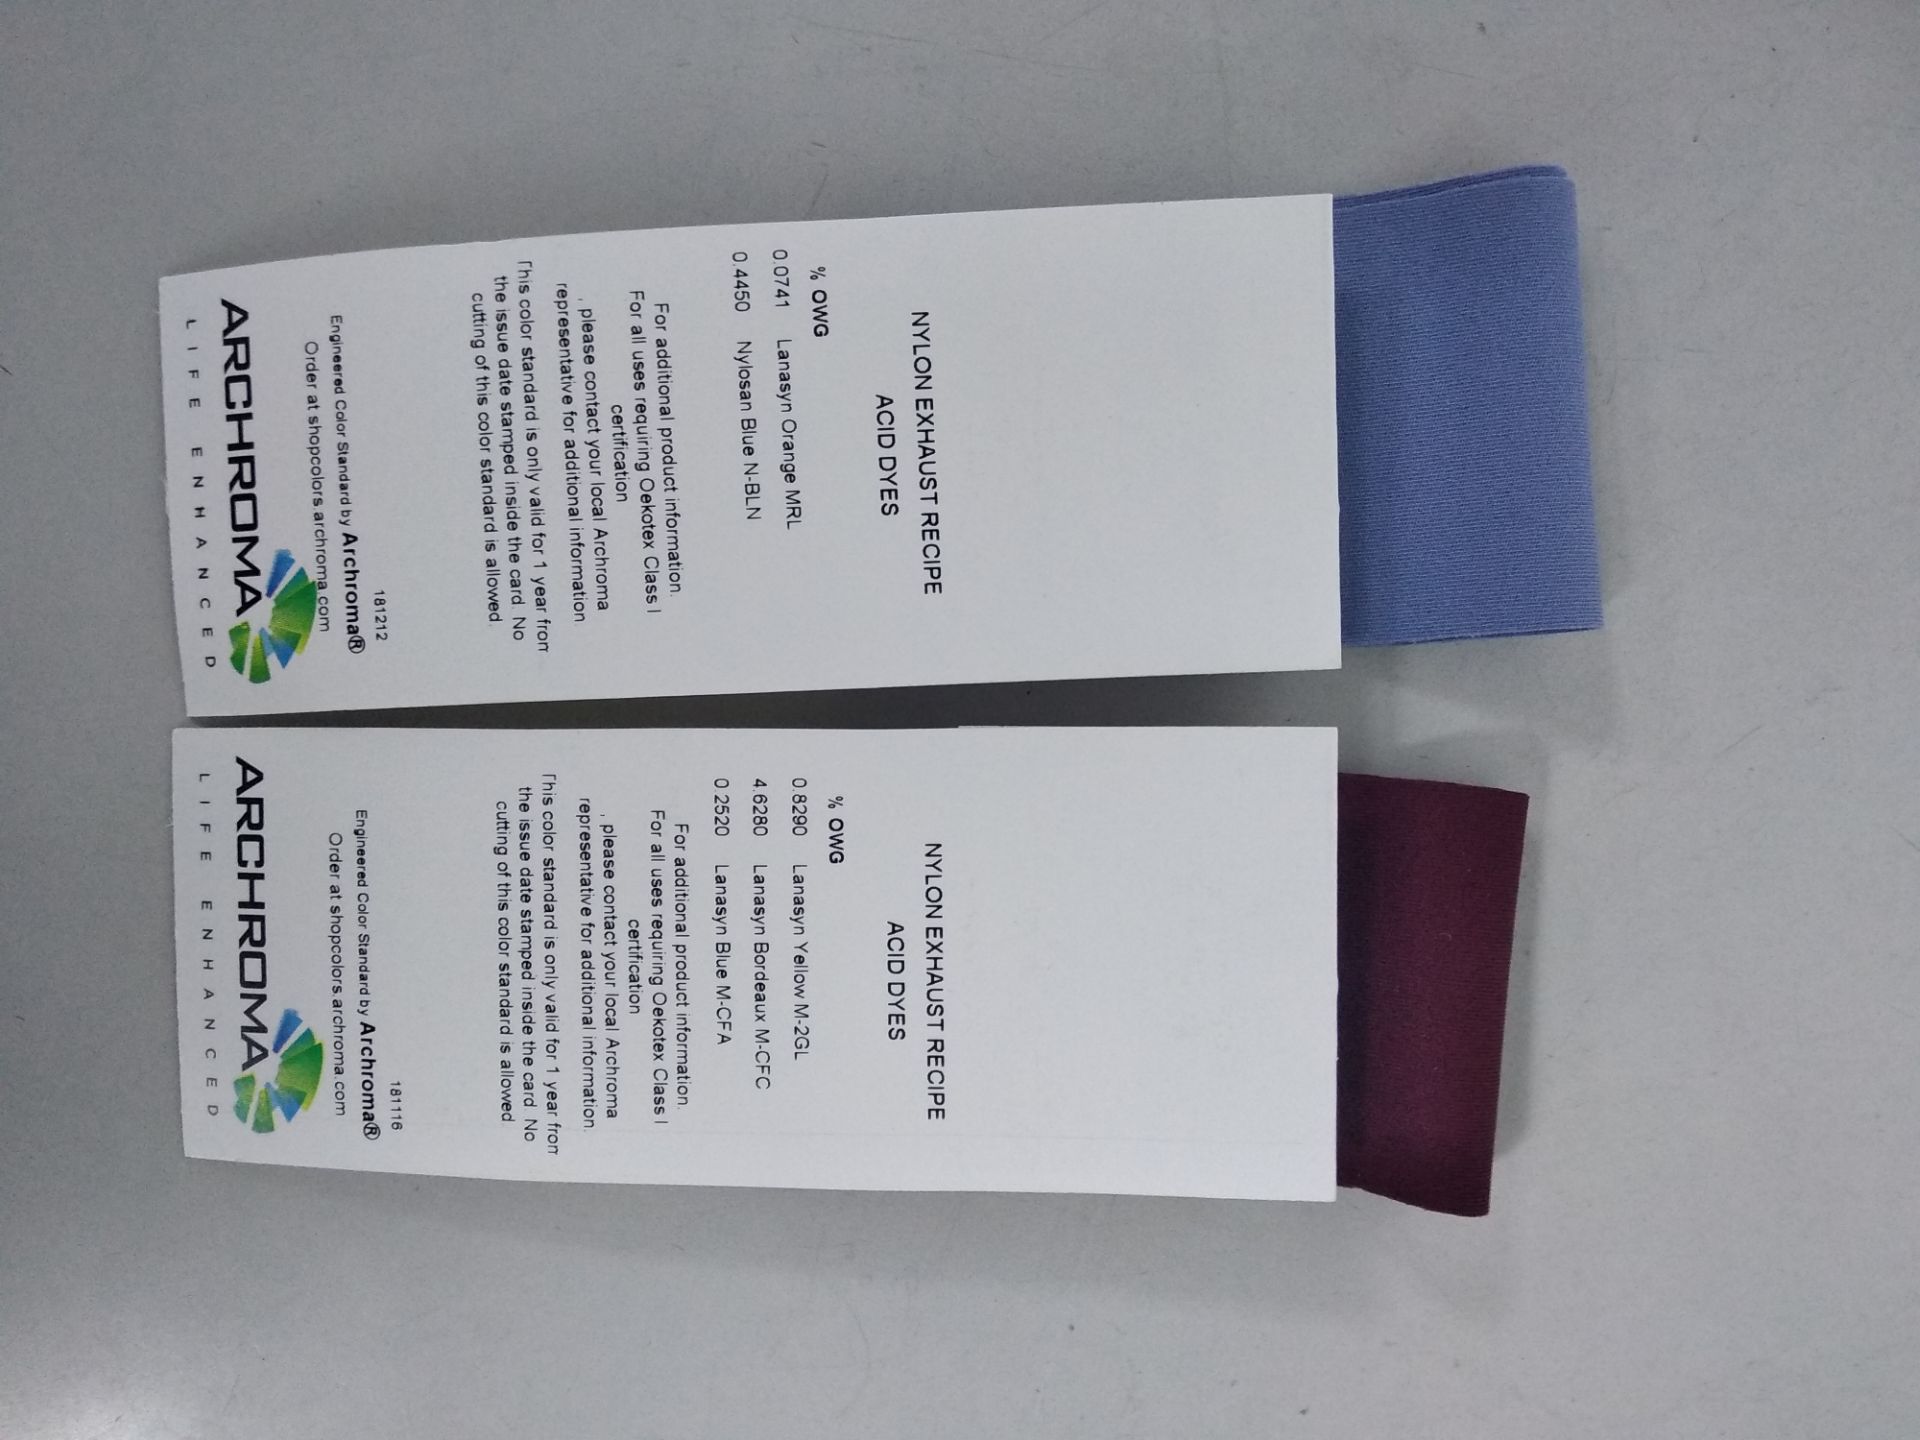 NYLON EXHAUST RECIPE
ACID DYES
% OWG
0.0741 Lanasyn Orange MRL
0.4450 Nylosan Blue N-BLN
For additional product information.
For all uses requiring Oekotex Class I
certification
, please contact your local Archroma
representative for additional information.
This color standard is only valid for 1 year from
the issue date stamped inside the card. No
cutting of this color standard is allowed.
181212
Engineered Color Standard by Archroma®
Order at shopcolors.archroma.com
ARCHROMA
LIFE ENHANCED
NYLON EXHAUST RECIPE
ACID DYES
% OWG
0.8290 Lanasyn Yellow M-2GL
4.6280 Lanasyn Bordeaux M-CFC
0.2520 Lanasyn Blue M-CFA
For additional product information.
For all uses requiring Oekotex Class I
certification
, please contact your local Archroma
representative for additional information.
This color standard is only valid for 1 year from
the issue date stamped inside the card. No
cutting of this color standard is allowed
181116
Engineered Color Standard by Archroma®
Order at shopcolors.archroma.com
ARCHROMA
LIFE ENHANCED